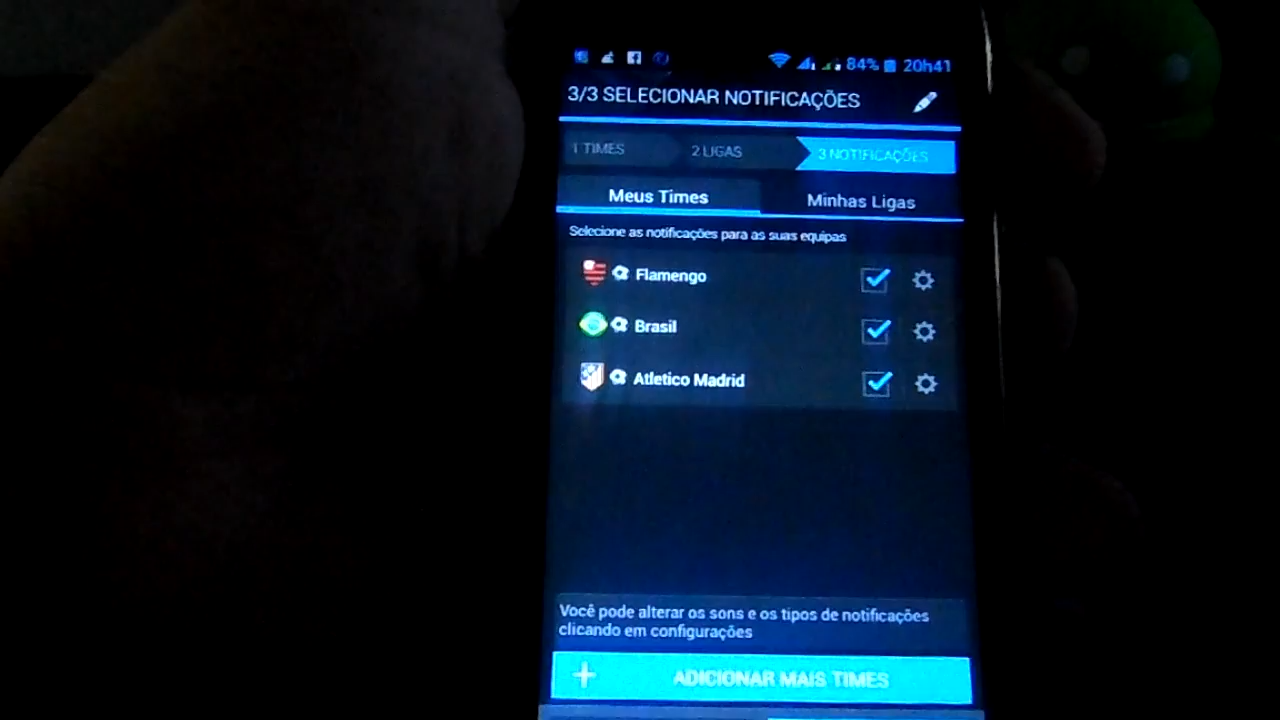 84% 20h41
3/3 SELECIONAR NOTIFICAÇÕES
1 TIMES 2 LIGAS 3 NOTIFICAÇÕES
Meus Times Minhas Ligas
Selecione as notificações para as suas equipas
Flamengo
Brasil
Atletico Madrid
Você pode alterar os sons e os tipos de notificações
clicando em configurações
+ ADICIONAR MAIS TIMES